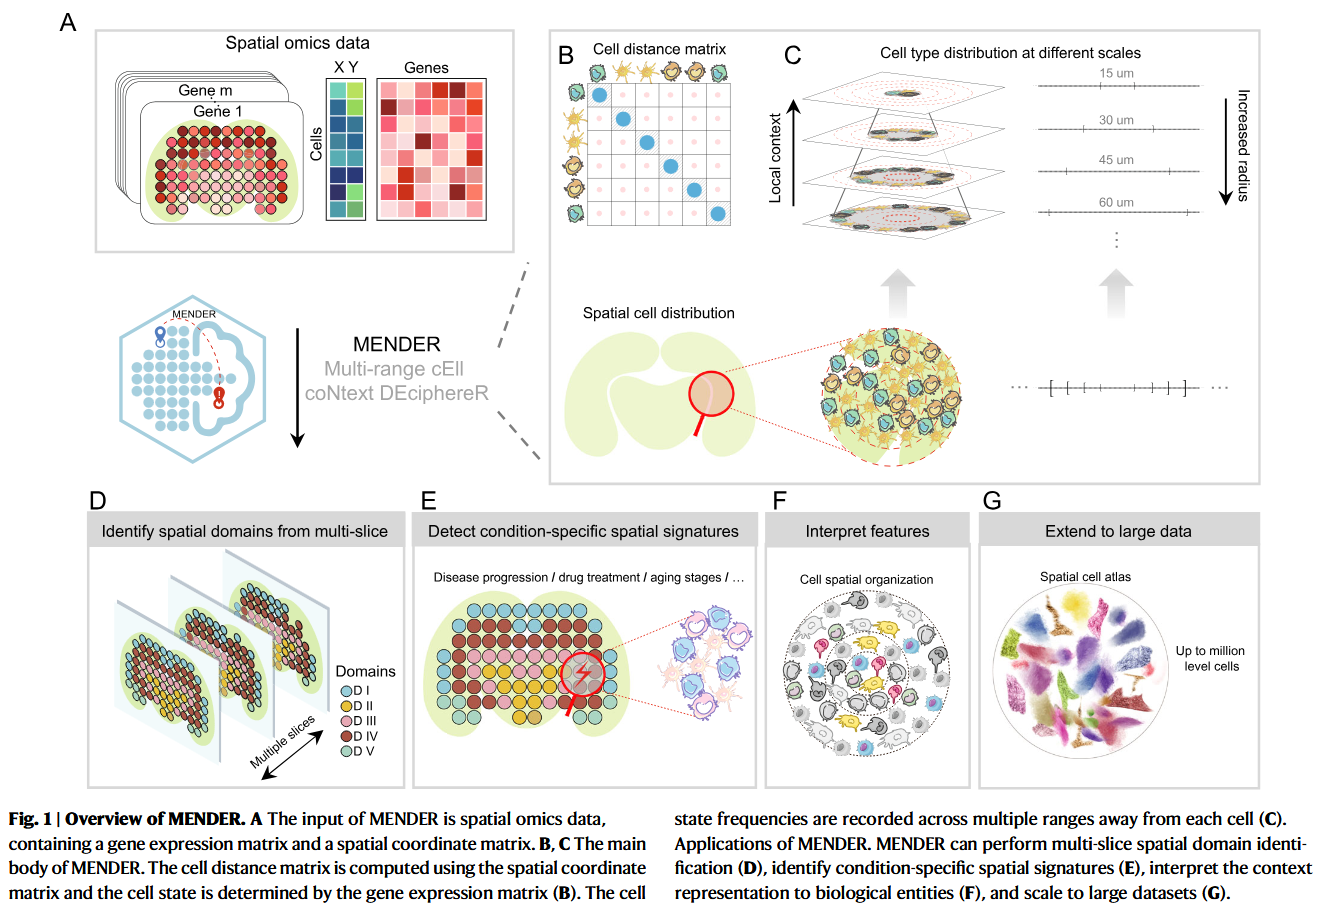 A
Spatial omics data
X Y
Genes
Gene m
Gene 1
Cells
B
Cell distance matrix
C
Cell type distribution at different scales
15 um
30 um
45 um
60 um
Local context
Increased radius
MENDER
MENDER
Multi-range cEll
coNtext DEciphereR
Spatial cell distribution
D
Identify spatial domains from multi-slice
Domains
D I
D II
D III
D IV
D V
Multiple slices
E
Detect condition-specific spatial signatures
Disease progression / drug treatment / aging stages / ...
F
Interpret features
Cell spatial organization
G
Extend to large data
Spatial cell atlas
Up to million
level cells
Fig. 1 | Overview of MENDER. A The input of MENDER is spatial omics data,
containing a gene expression matrix and a spatial coordinate matrix. B, C The main
body of MENDER. The cell distance matrix is computed using the spatial coordinate
matrix and the cell state is determined by the gene expression matrix (B). The cell
state frequencies are recorded across multiple ranges away from each cell (C).
Applications of MENDER. MENDER can perform multi-slice spatial domain identi-
fication (D), identify condition-specific spatial signatures (E), interpret the context
representation to biological entities (F), and scale to large datasets (G).